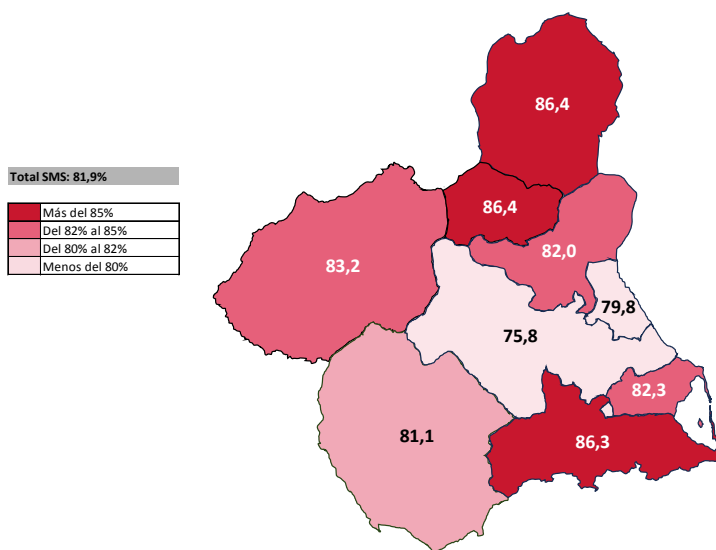 86,4
Total SMS: 81,9%
86,4
Más del 85%
Del 82% al 85%
Del 80% al 82%
Menos del 80%
82,0
83,2
79,8
75,8
82,3
81,1
86,3